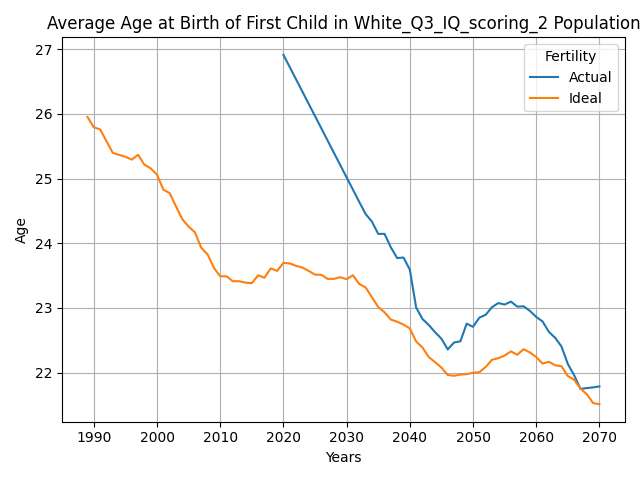 Average Age at Birth of First Child in White_Q3_IQ_scoring_2 Population
27
26
25
24
23
22
Age
Fertility
Actual
Ideal
1990 2000 2010 2020 2030 2040 2050 2060 2070
Years